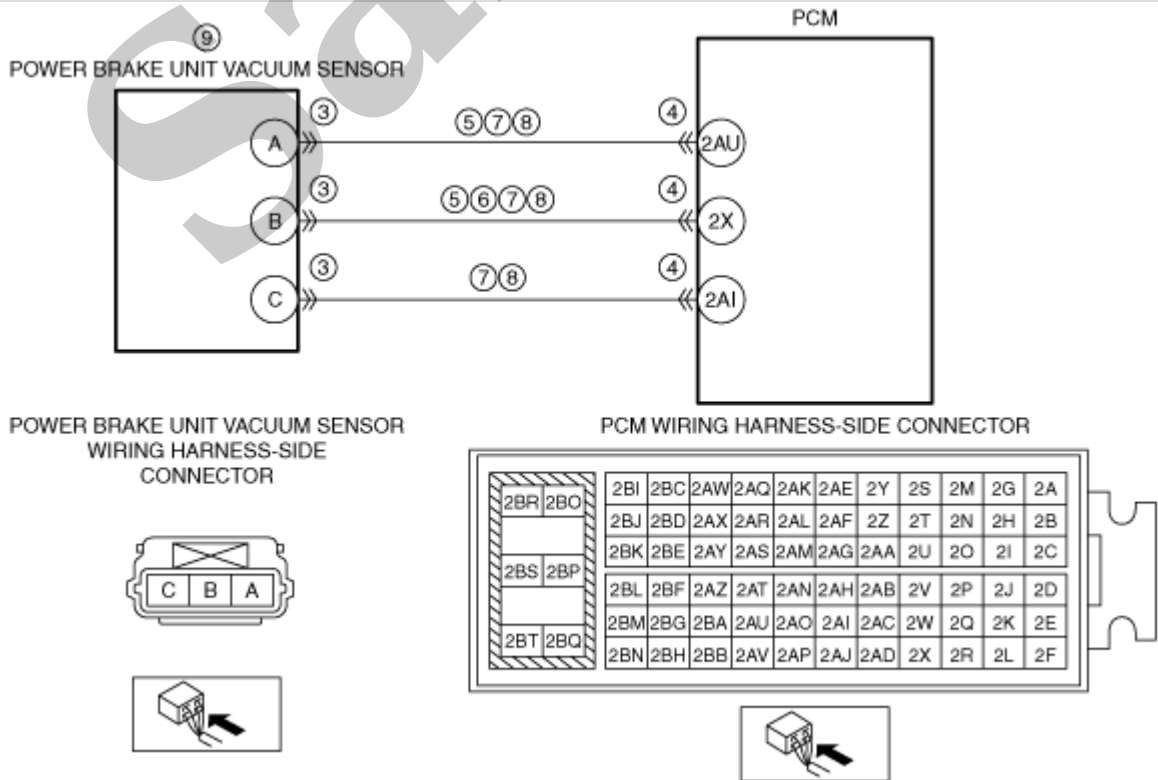 PCM
⑨
POWER BRAKE UNIT VACUUM SENSOR
③ ⑤⑦⑧ ④
A 2AU
③ ⑤⑥⑦⑧ ④
B 2X
③ ⑦⑧ ④
C 2AI
POWER BRAKE UNIT VACUUM SENSOR
WIRING HARNESS-SIDE
CONNECTOR
C B A
PCM WIRING HARNESS-SIDE CONNECTOR
2BR 2BO
2BS 2BP
2BT 2BQ
2BI 2BC 2AW 2AQ 2AK 2AE 2Y 2S 2M 2G 2A
2BJ 2BD 2AX 2AR 2AL 2AF 2Z 2T 2N 2H 2B
2BK 2BE 2AY 2AS 2AM 2AG 2AA 2U 2O 2I 2C
2BL 2BF 2AZ 2AT 2AN 2AH 2AB 2V 2P 2J 2D
2BM 2BG 2BA 2AU 2AO 2AI 2AC 2W 2Q 2K 2E
2BN 2BH 2BB 2AV 2AP 2AJ 2AD 2X 2R 2L 2F